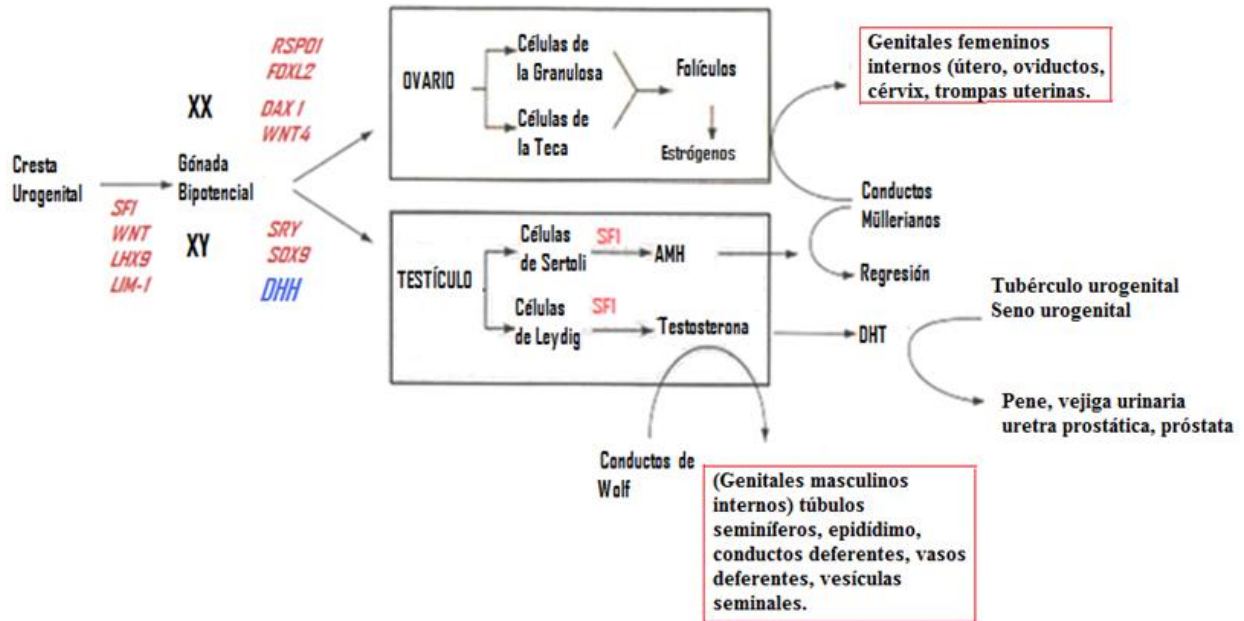 Cresta
Urogenital
SF1
WNT
LHX9
LIM-1
XX
Gónada
Bipotencial
XY
RSPO1
FOXL2
DAX 1
WNT4
SRY
SOX9
DHH
OVARIO
Células de
la Granulosa
Células de
la Teca
Folículos
Estrógenos
TESTÍCULO
Células
de Sertoli
SF1
AMH
Células
de Leydig
SF1
Testosterona
Genitales femeninos
internos (útero, oviductos,
cérvix, trompas uterinas.
Conductos
Müllerianos
Regresión
DHT
Tubérculo urogenital
Seno urogenital
Pene, vejiga urinaria
uretra prostática, próstata
Conductos de
Wolf
(Genitales masculinos
internos) túbulos
seminíferos, epidídimo,
conductos deferentes, vasos
deferentes, vesículas
seminales.